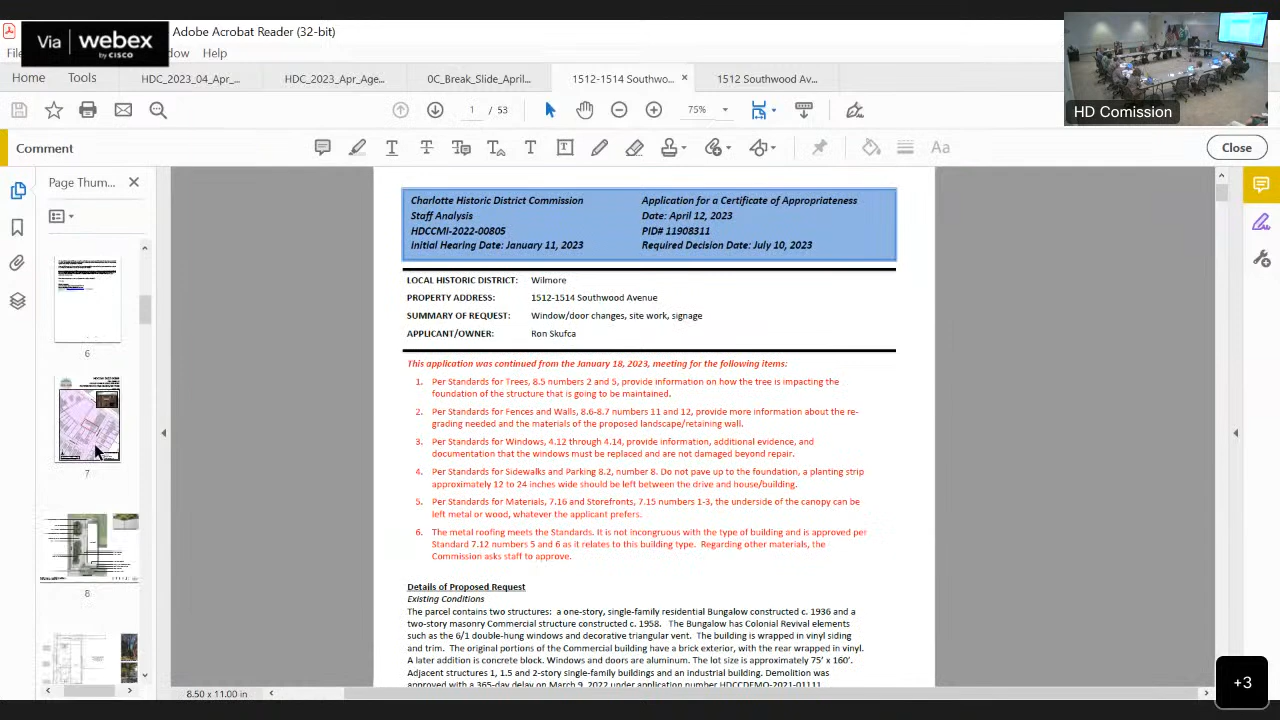 Via webex
by CISCO
Adobe Acrobat Reader (32-bit)
dow Help
Home Tools HDC_2023_04_Apr_... HDC_2023_Apr_Age... 0C_Break_Slide_April... 1512-1514 Southwo... × 1512 Southwood Av...
HD Comission
1 / 53 75%
Comment
Close
Page Thum...
6
7
8
Charlotte Historic District Commission Application for a Certificate of Appropriateness
Staff Analysis Date: April 12, 2023
HDCCMI-2022-00805 PID# 11908311
Initial Hearing Date: January 11, 2023 Required Decision Date: July 10, 2023
LOCAL HISTORIC DISTRICT: Wilmore
PROPERTY ADDRESS: 1512-1514 Southwood Avenue
SUMMARY OF REQUEST: Window/door changes, site work, signage
APPLICANT/OWNER: Ron Skufca
This application was continued from the January 18, 2023, meeting for the following items:
1. Per Standards for Trees, 8.5 numbers 2 and 5, provide information on how the tree is impacting the
foundation of the structure that is going to be maintained.
2. Per Standards for Fences and Walls, 8.6-8.7 numbers 11 and 12, provide more information about the re-
grading needed and the materials of the proposed landscape/retaining wall.
3. Per Standards for Windows, 4.12 through 4.14, provide information, additional evidence, and
documentation that the windows must be replaced and are not damaged beyond repair.
4. Per Standards for Sidewalks and Parking 8.2, number 8. Do not pave up to the foundation, a planting strip
approximately 12 to 24 inches wide should be left between the drive and house/building.
5. Per Standards for Materials, 7.16 and Storefronts, 7.15 numbers 1-3, the underside of the canopy can be
left metal or wood, whatever the applicant prefers.
6. The metal roofing meets the Standards. It is not incongruous with the type of building and is approved per
Standard 7.12 numbers 5 and 6 as it relates to this building type. Regarding other materials, the
Commission asks staff to approve.
Details of Proposed Request
Existing Conditions
The parcel contains two structures: a one-story, single-family residential Bungalow constructed c. 1936 and a
two-story masonry Commercial structure constructed c. 1958. The Bungalow has Colonial Revival elements
such as the 6/1 double-hung windows and decorative triangular vent. The building is wrapped in vinyl siding
and trim. The original portions of the Commercial building have a brick exterior, with the rear wrapped in vinyl.
A later addition is concrete block. Windows and doors are aluminum. The lot size is approximately 75' x 160'.
Adjacent structures 1, 1.5 and 2-story single-family buildings and an industrial building. Demolition was
approved with a 365-day delay on March 9, 2022 under application number HDCCDEMO-2021-01111
8.50 x 11.00 in
+3